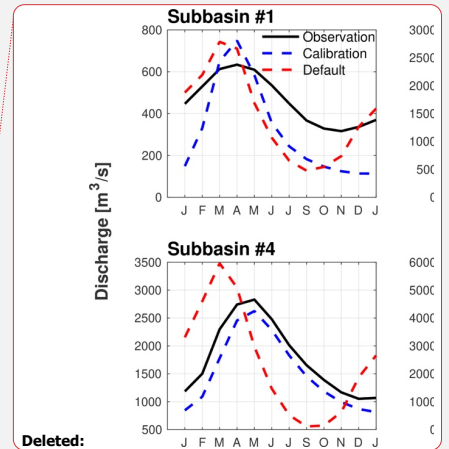 Subbasin #1
Observation
Calibration
Default
800
600
400
200
0
3000
2500
2000
1500
1000
500
J F M A M J J A S O N D J
Discharge [m³/s]
Subbasin #4
3500
3000
2500
2000
1500
1000
500
6000
5000
4000
3000
2000
1000
J F M A M J J A S O N D J
Deleted: